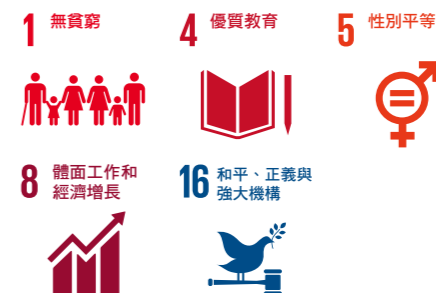 1 無貧窮
4 優質教育
5 性別平等
8 體面工作和
經濟增長
16 和平、正義與
強大機構